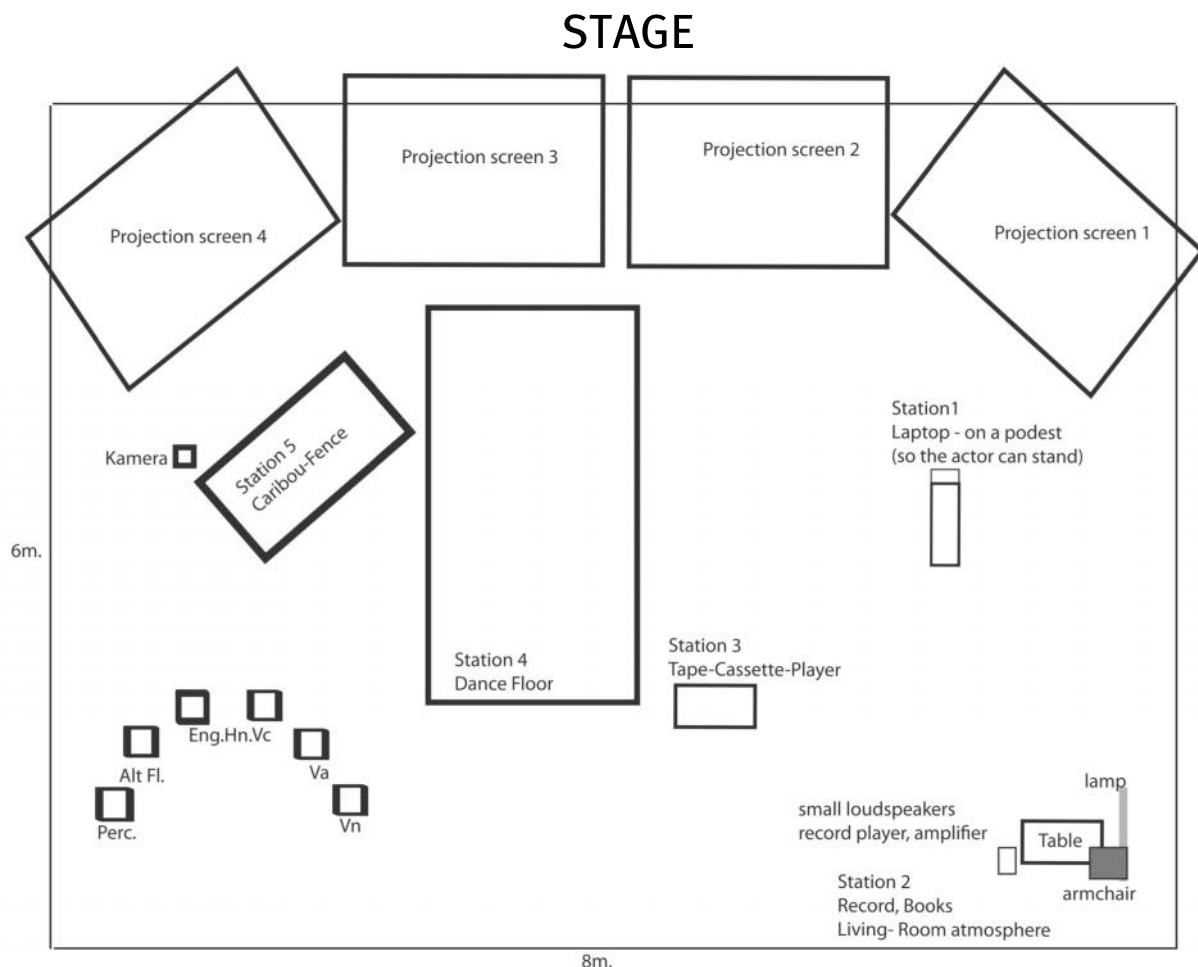 STAGE
Projection screen 3
Projection screen 2
Projection screen 4
Projection screen 1
Station1
Laptop - on a podest
(so the actor can stand)
Kamera
Station 5
Caribou-Fence
6m.
Station 4
Dance Floor
Station 3
Tape-Cassette-Player
Eng.Hn.Vc
Alt Fl.
Va
Perc.
Vn
lamp
small loudspeakers
record player, amplifier
Table
armchair
Station 2
Record, Books
Living- Room atmosphere
8m.